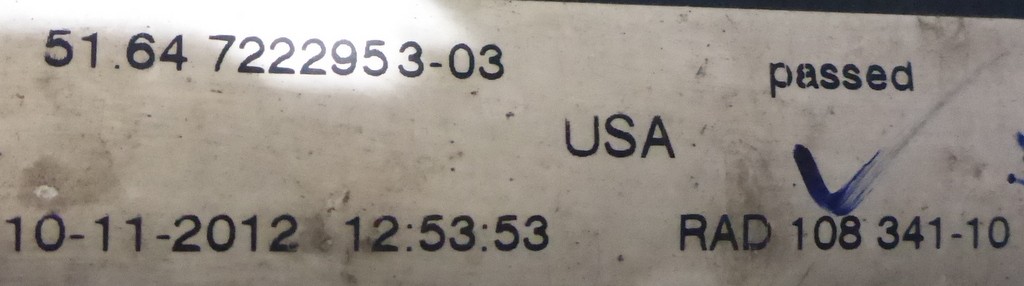 51.64 7222953-03
passed
USA
10-11-2012 12:53:53
RAD 108 341-10